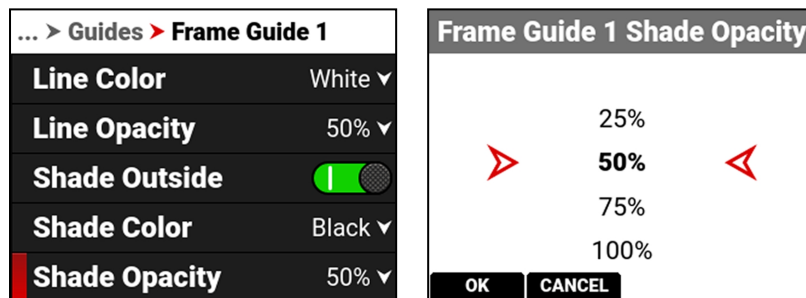 ... > Guides > Frame Guide 1
Line Color White
Line Opacity 50%
Shade Outside
Shade Color Black
Shade Opacity 50%
Frame Guide 1 Shade Opacity
25%
50%
75%
100%
OK CANCEL